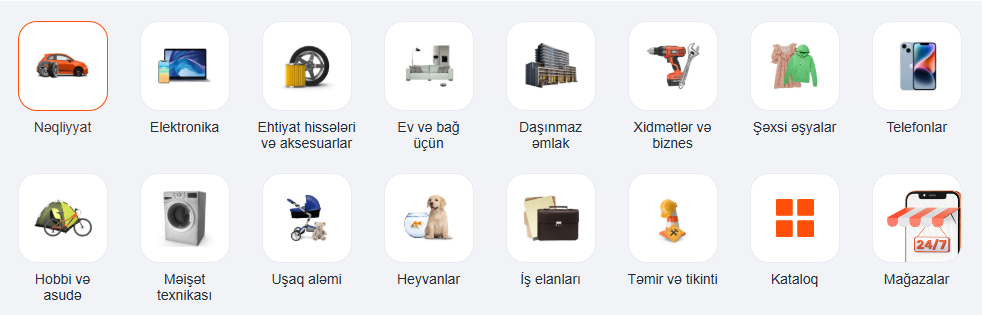 Nəqliyyat
Elektronika
Ehtiyat hissələri
və aksesuarlar
Ev və bağ
üçün
Daşınmaz
əmlak
Xidmətlər və
biznes
Şəxsi əşyalar
Telefonlar
Hobbi və
asudə
Məişət
texnikası
Uşaq aləmi
Heyvanlar
İş elanları
Təmir və tikinti
Kataloq
24/7
Mağazalar